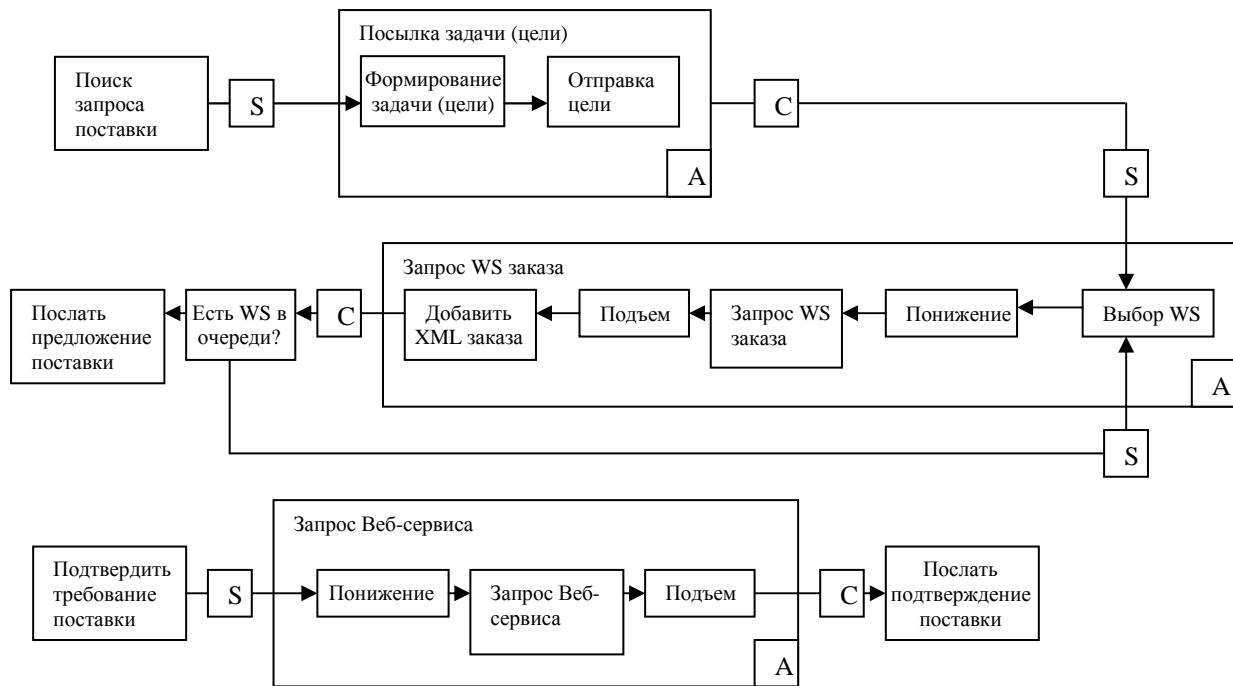 Посылка задачи (цели)
Поиск
запроса
поставки
S
Формирование
задачи (цели)
Отправка
цели
C
A
S
Запрос WS заказа
Послать
предложение
поставки
Есть WS в
очереди?
C
Добавить
XML заказа
Подъем
Запрос WS
заказа
Понижение
Выбор WS
A
S
Запрос Веб-сервиса
Подтвердить
требование
поставки
S
Понижение
Запрос Веб-
сервиса
Подъем
C
Послать
подтверждение
поставки
A